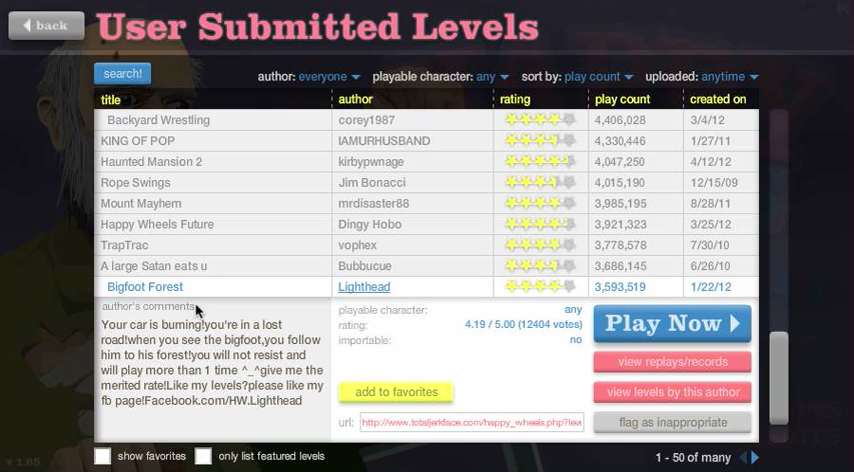 back
User Submitted Levels
search!
author: everyone playable character: any sort by: play count uploaded: anytime
title author rating play count created on
Backyard Wrestling corey1987 4,406,028 3/4/12
KING OF POP IAMURHUSBAND 4,330,446 1/27/11
Haunted Mansion 2 kirbypwnage 4,047,250 4/12/12
Rope Swings Jim Bonacci 4,015,190 12/15/09
Mount Mayhem mrdisaster88 3,985,195 8/28/11
Happy Wheels Future Dingy Hobo 3,921,323 3/25/12
TrapTrac vophex 3,778,578 7/30/10
A large Satan eats u Bubbucue 3,686,145 6/26/10
Bigfoot Forest Lighthead 3,593,519 1/22/12
author's comments:
Your car is burning!you're in a lost
road!when you see the bigfoot,you follow
him to his forest!you will not resist and
will play more than 1 time ^_^give me the
merited rate!Like my levels?please like my
fb page!Facebook.com/HW.Lighthead
playable character: any
rating: 4.19 / 5.00 (12404 votes)
importable: no
add to favorites
url: http://www.totaljerkface.com/happy_wheels.php?lev
Play Now
view replays/records
view levels by this author
flag as inappropriate
v 1.65
show favorites only list featured levels 1 - 50 of many